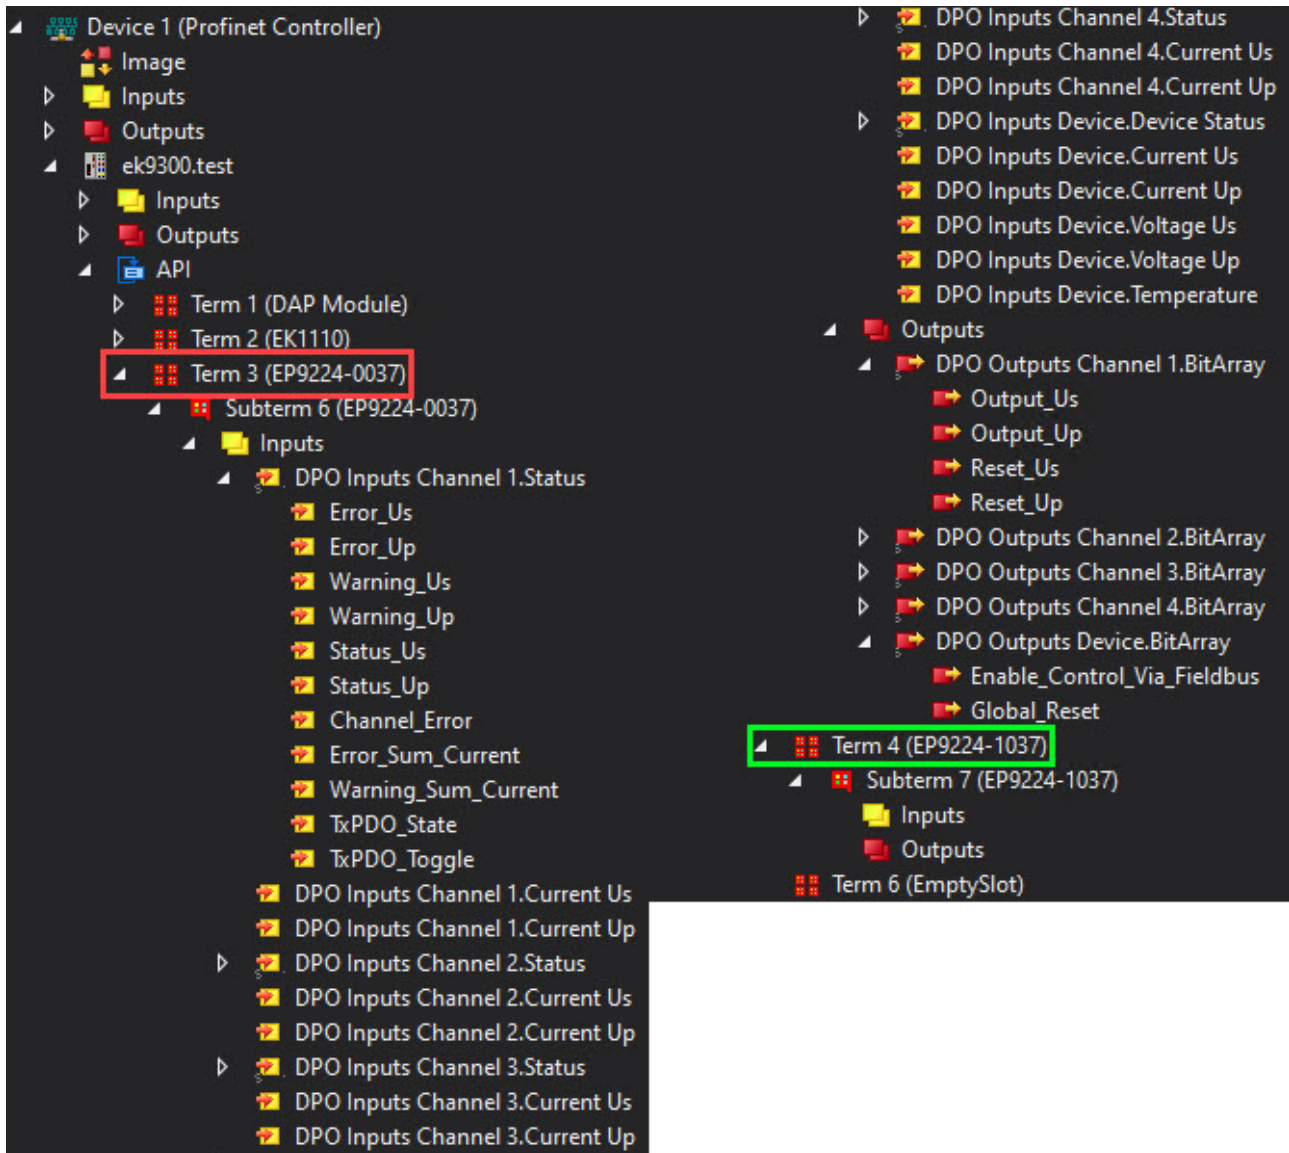 Device 1 (Profinet Controller)
Image
Inputs
Outputs
ek9300.test
Inputs
Outputs
API
Term 1 (DAP Module)
Term 2 (EK1110)
Term 3 (EP9224-0037)
Subterm 6 (EP9224-0037)
Inputs
DPO Inputs Channel 1.Status
Error_Us
Error_Up
Warning_Us
Warning_Up
Status_Us
Status_Up
Channel_Error
Error_Sum_Current
Warning_Sum_Current
TxPDO_State
TxPDO_Toggle
DPO Inputs Channel 1.Current Us
DPO Inputs Channel 1.Current Up
DPO Inputs Channel 2.Status
DPO Inputs Channel 2.Current Us
DPO Inputs Channel 2.Current Up
DPO Inputs Channel 3.Status
DPO Inputs Channel 3.Current Us
DPO Inputs Channel 3.Current Up
DPO Inputs Channel 4.Status
DPO Inputs Channel 4.Current Us
DPO Inputs Channel 4.Current Up
DPO Inputs Device.Device Status
DPO Inputs Device.Current Us
DPO Inputs Device.Current Up
DPO Inputs Device.Voltage Us
DPO Inputs Device.Voltage Up
DPO Inputs Device.Temperature
Outputs
DPO Outputs Channel 1.BitArray
Output_Us
Output_Up
Reset_Us
Reset_Up
DPO Outputs Channel 2.BitArray
DPO Outputs Channel 3.BitArray
DPO Outputs Channel 4.BitArray
DPO Outputs Device.BitArray
Enable_Control_Via_Fieldbus
Global_Reset
Term 4 (EP9224-1037)
Subterm 7 (EP9224-1037)
Inputs
Outputs
Term 6 (EmptySlot)